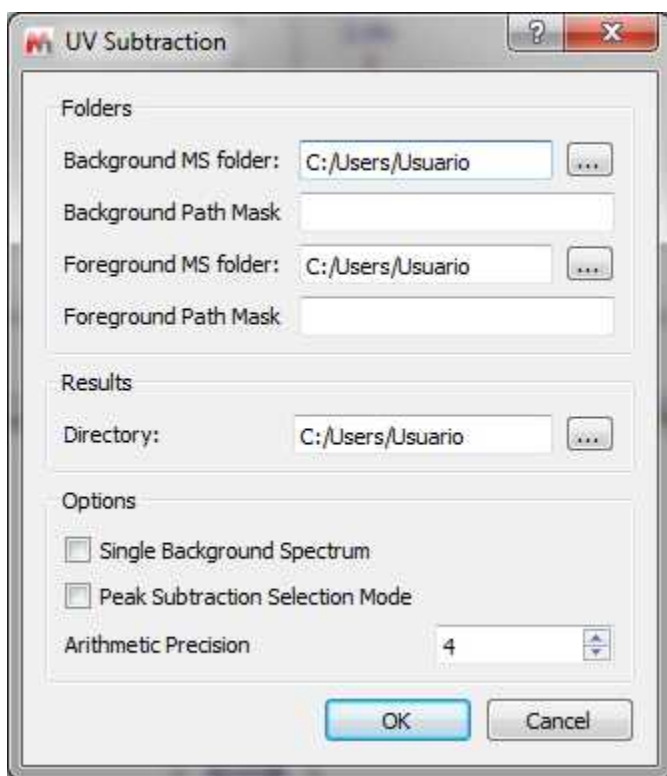 UV Subtraction
Folders
Background MS folder: C:/Users/Usuario ...
Background Path Mask
Foreground MS folder: C:/Users/Usuario ...
Foreground Path Mask
Results
Directory: C:/Users/Usuario ...
Options
Single Background Spectrum
Peak Subtraction Selection Mode
Arithmetic Precision 4
OK Cancel